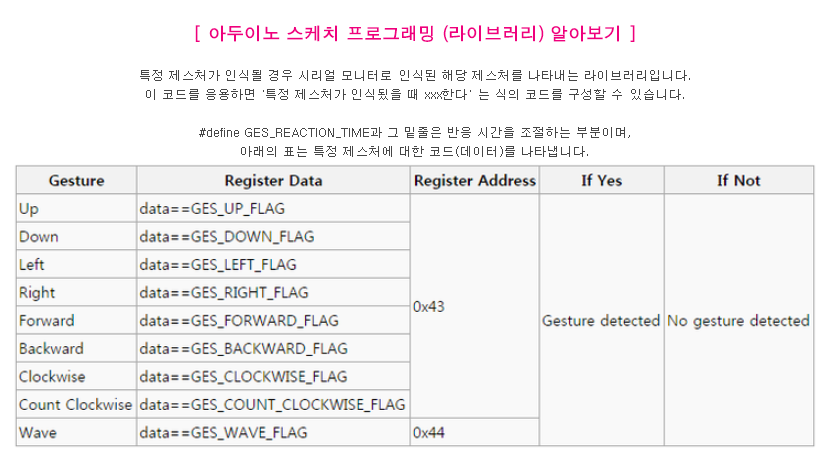 [ 아두이노 스케치 프로그래밍 (라이브러리) 알아보기 ]
특정 제스처가 인식될 경우 시리얼 모니터로 인식된 해당 제스처를 나타내는 라이브러리입니다.
이 코드를 응용하면 '특정 제스처가 인식됬을 때 xxx한다' 는 식의 코드를 구성할 수 있습니다.
#define GES_REACTION_TIME과 그 밑줄은 반응 시간을 조절하는 부분이며,
아래의 표는 특정 제스처에 대한 코드(데이터)를 나타냅니다.
Gesture Register Data Register Address If Yes If Not
Up data==GES_UP_FLAG
Down data==GES_DOWN_FLAG
Left data==GES_LEFT_FLAG
Right data==GES_RIGHT_FLAG
0x43
Forward data==GES_FORWARD_FLAG Gesture detected No gesture detected
Backward data==GES_BACKWARD_FLAG
Clockwise data==GES_CLOCKWISE_FLAG
Count Clockwise data==GES_COUNT_CLOCKWISE_FLAG
Wave data==GES_WAVE_FLAG 0x44